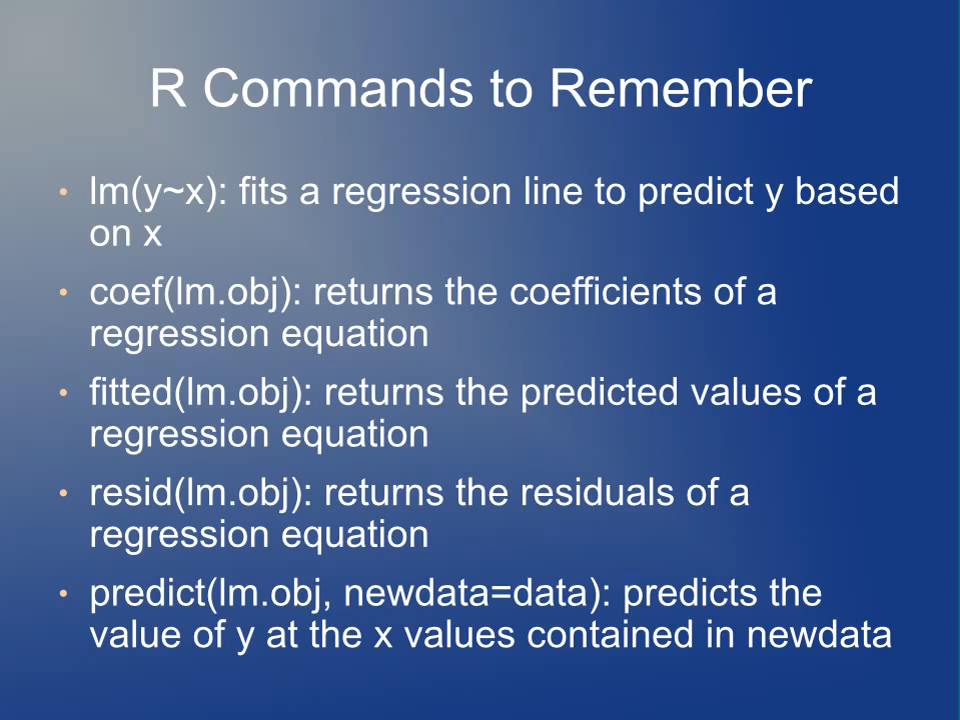 R Commands to Remember
• lm(y~x): fits a regression line to predict y based
on x
• coef(lm.obj): returns the coefficients of a
regression equation
• fitted(lm.obj): returns the predicted values of a
regression equation
• resid(lm.obj): returns the residuals of a
regression equation
• predict(lm.obj, newdata=data): predicts the
value of y at the x values contained in newdata